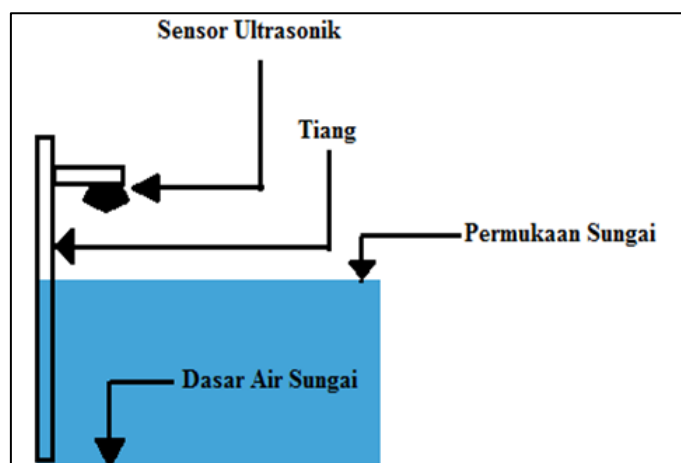 Sensor Ultrasonik
Tiang
Permukaan Sungai
Dasar Air Sungai